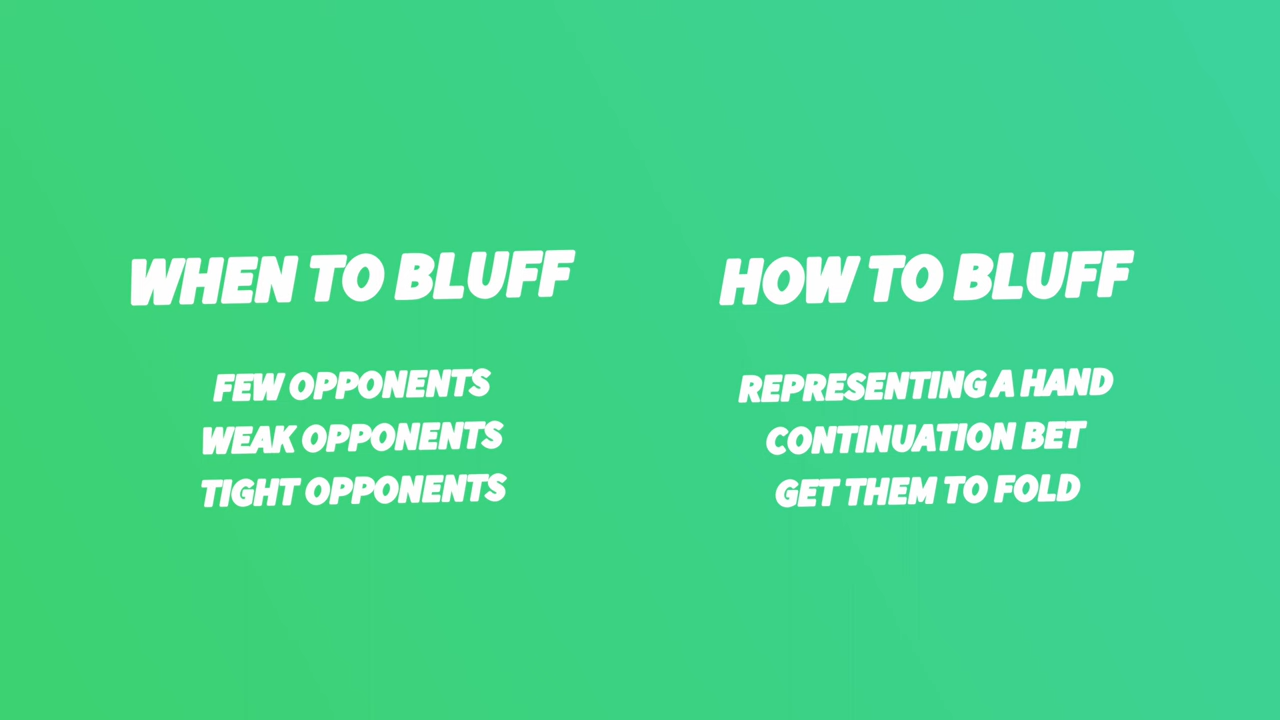 WHEN TO BLUFF
FEW OPPONENTS
WEAK OPPONENTS
TIGHT OPPONENTS
HOW TO BLUFF
REPRESENTING A HAND
CONTINUATION BET
GET THEM TO FOLD